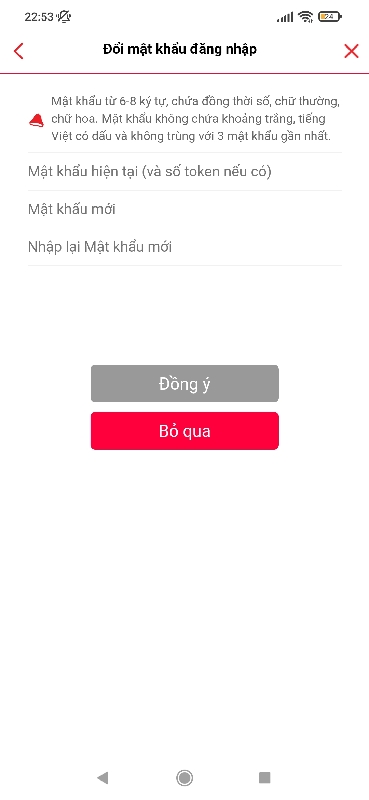 22:53
24
Đổi mật khẩu đăng nhập
Mật khẩu từ 6-8 ký tự, chứa đồng thời số, chữ thường,
chữ hoa. Mật khẩu không chứa khoảng trắng, tiếng
Việt có dấu và không trùng với 3 mật khẩu gần nhất.
Mật khẩu hiện tại (và số token nếu có)
Mật khẩu mới
Nhập lại Mật khẩu mới
Đồng ý
Bỏ qua